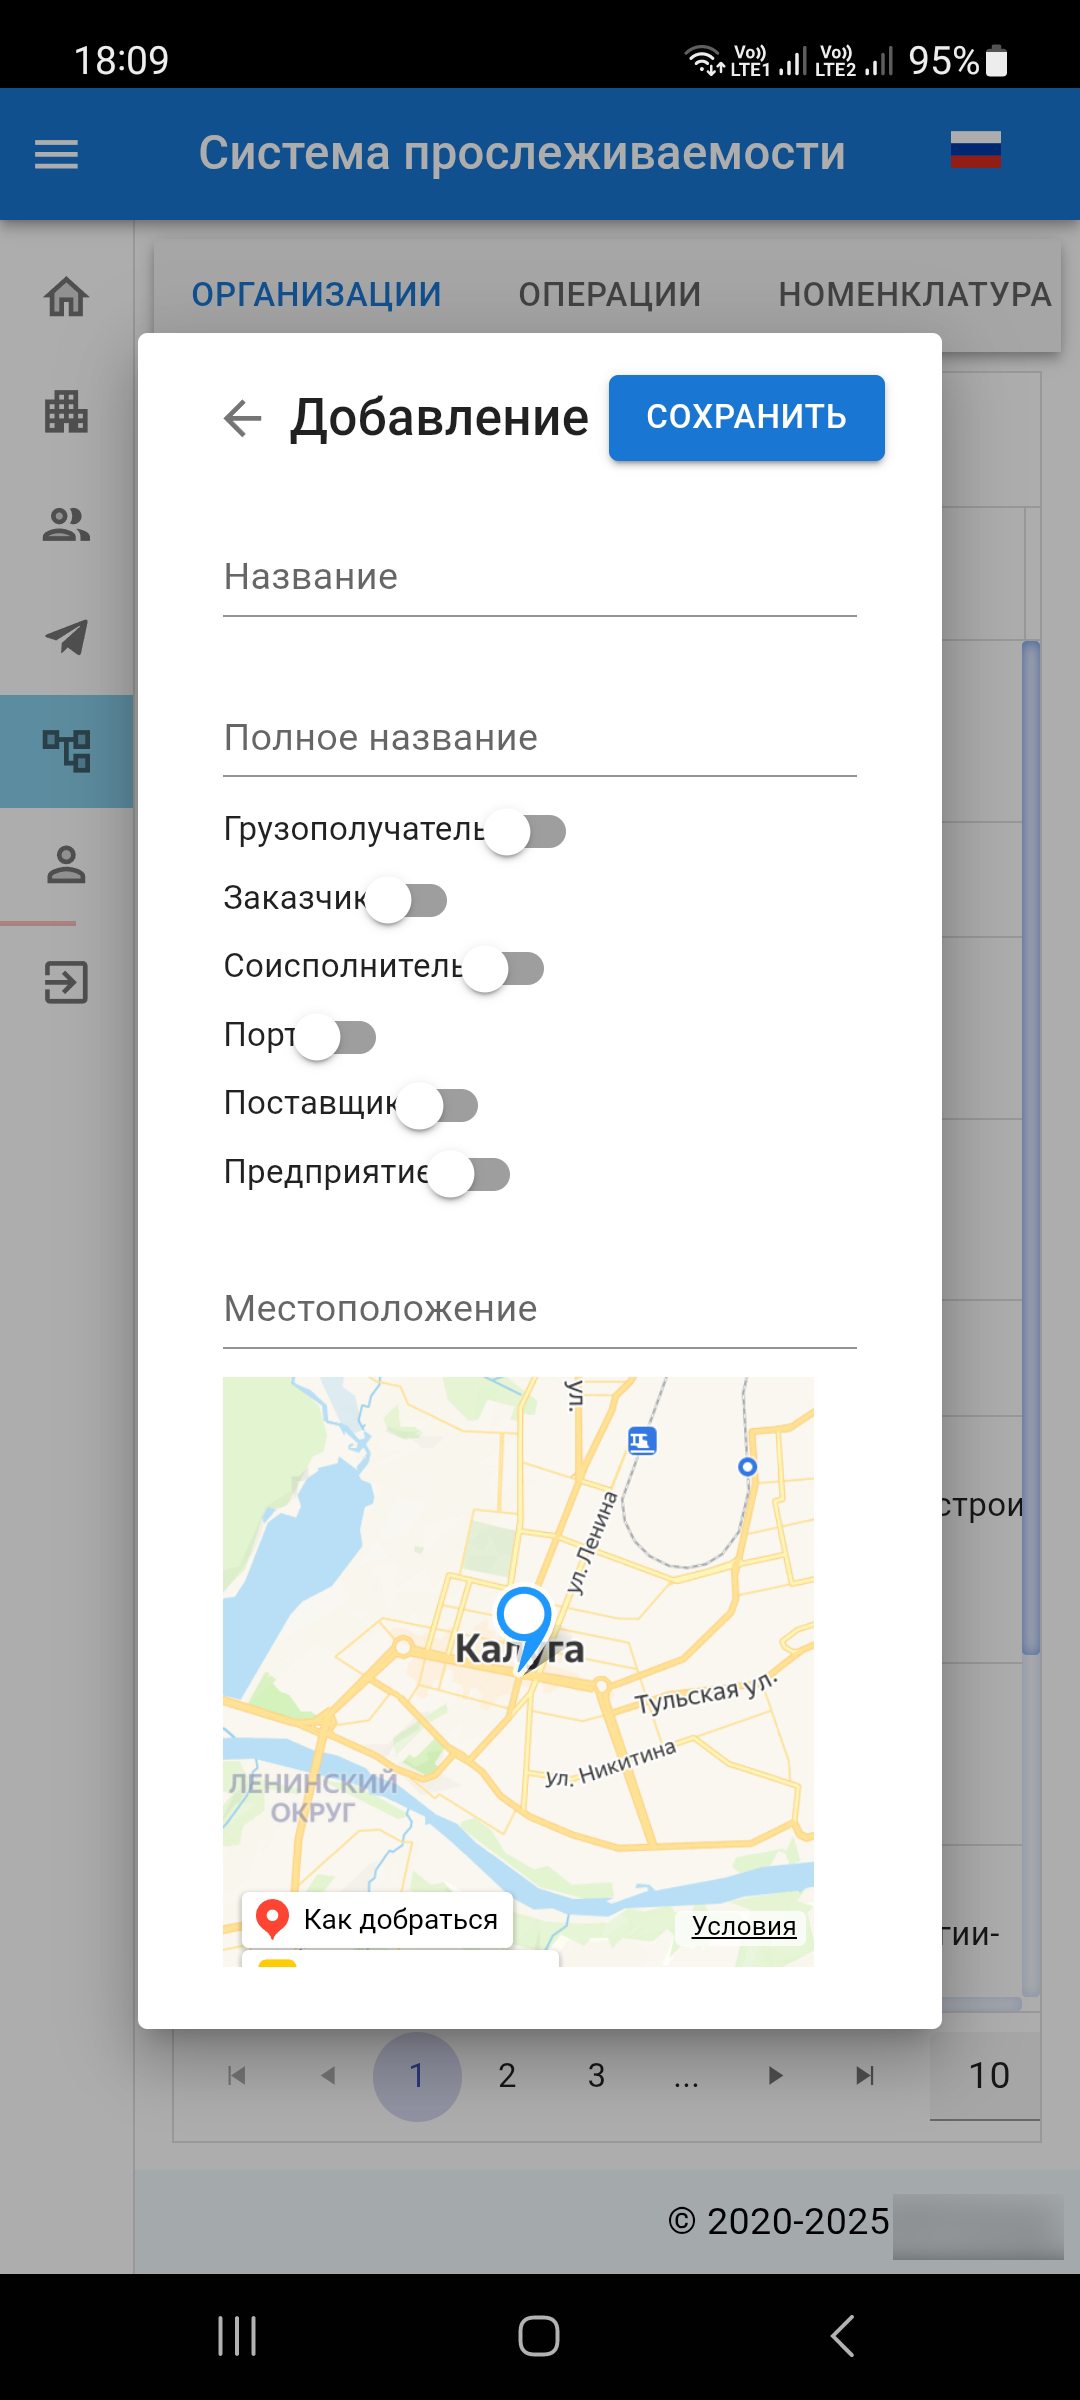 18:09
Vo)) LTE1 Vo)) LTE2 95%
Система прослеживаемости
ОРГАНИЗАЦИИ ОПЕРАЦИИ НОМЕНКЛАТУРА
Добавление СОХРАНИТЬ
Название
Полное название
Грузополучатель
Заказчик
Соисполнитель
Порт
Поставщик
Предприятие
Местоположение
ул.
ул. Ленина
Калуга
Тульская ул.
ул. Никитина
ЛЕНИНСКИЙ
ОКРУГ
Как добраться
Условия
строи
гии-
1 2 3 ... 10
© 2020-2025